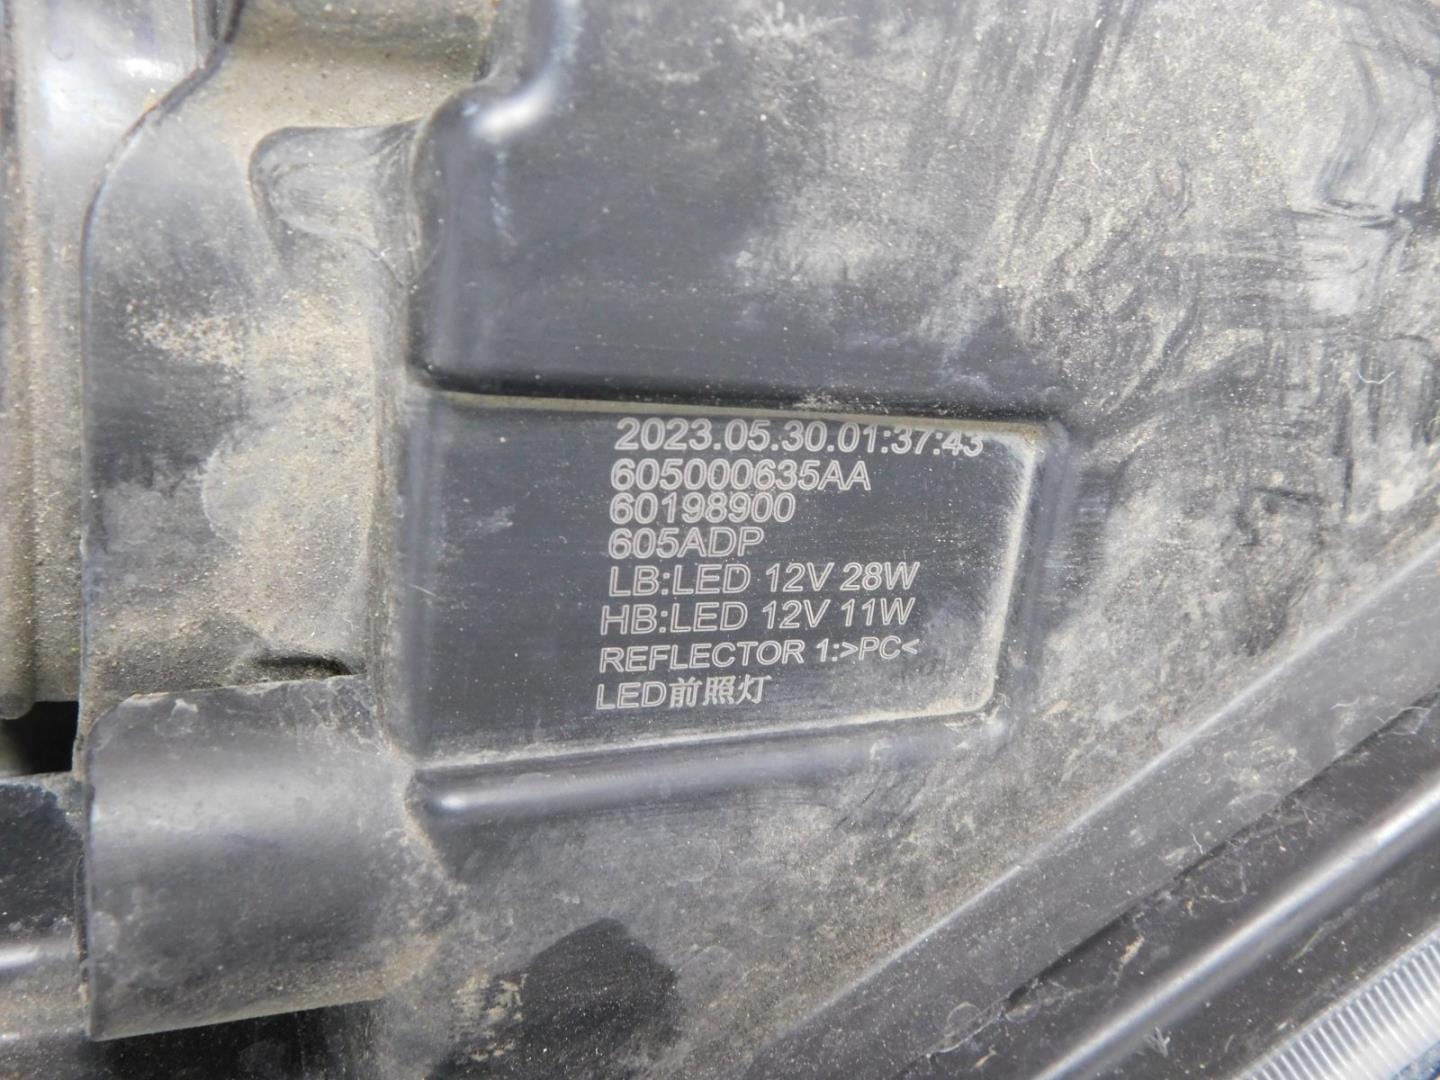 2023.05.30.01:37:43
605000635AA
60198900
605ADP
LB:LED 12V 28W
HB:LED 12V 11W
REFLECTOR 1:>PC<
LED前照灯